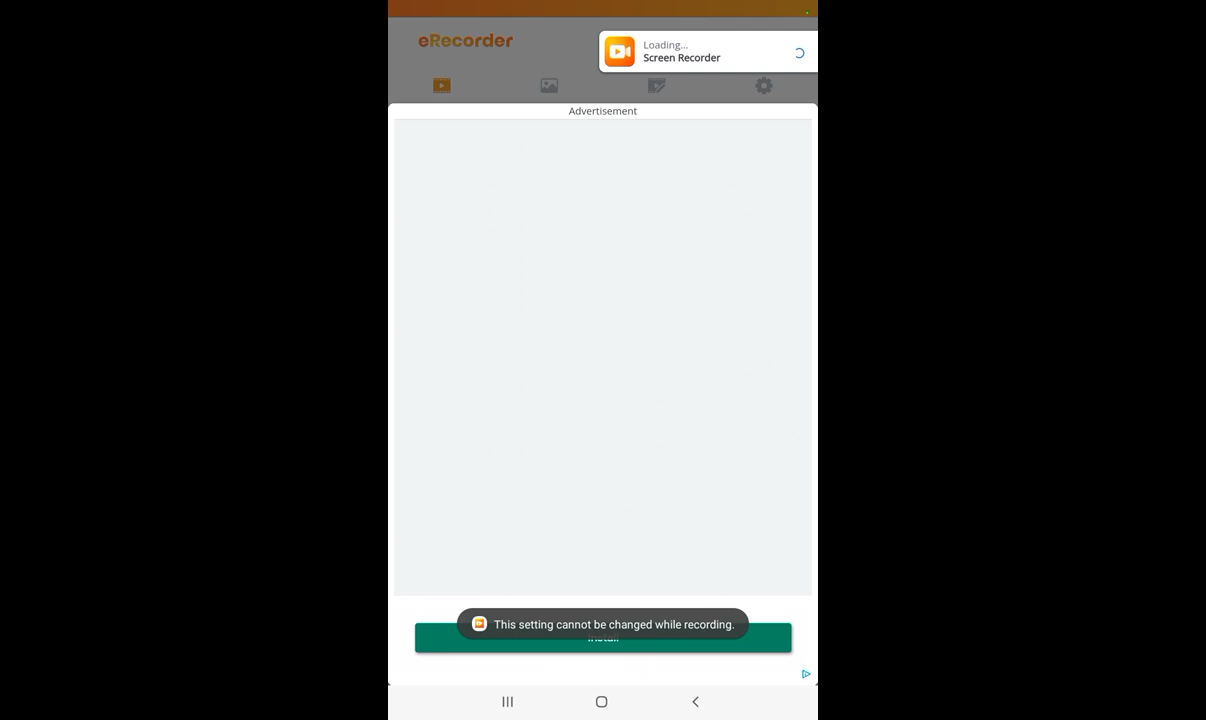 eRecorder
Loading...
Screen Recorder
Advertisement
This setting cannot be changed while recording.
Install